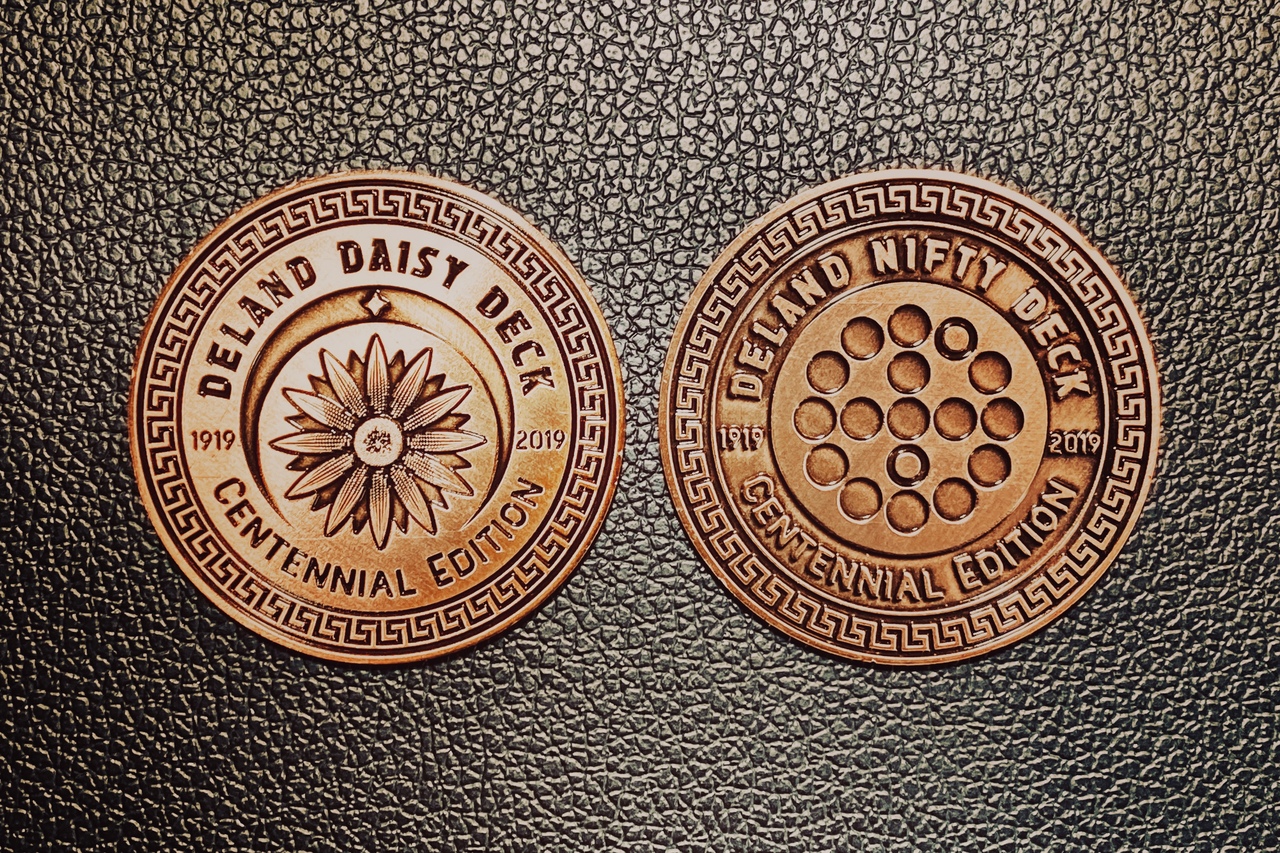 DELAND DAISY DECK
1919 2019
CENTENNIAL EDITION
DELAND NIFTY DECK
1919 2019
CENTENNIAL EDITION